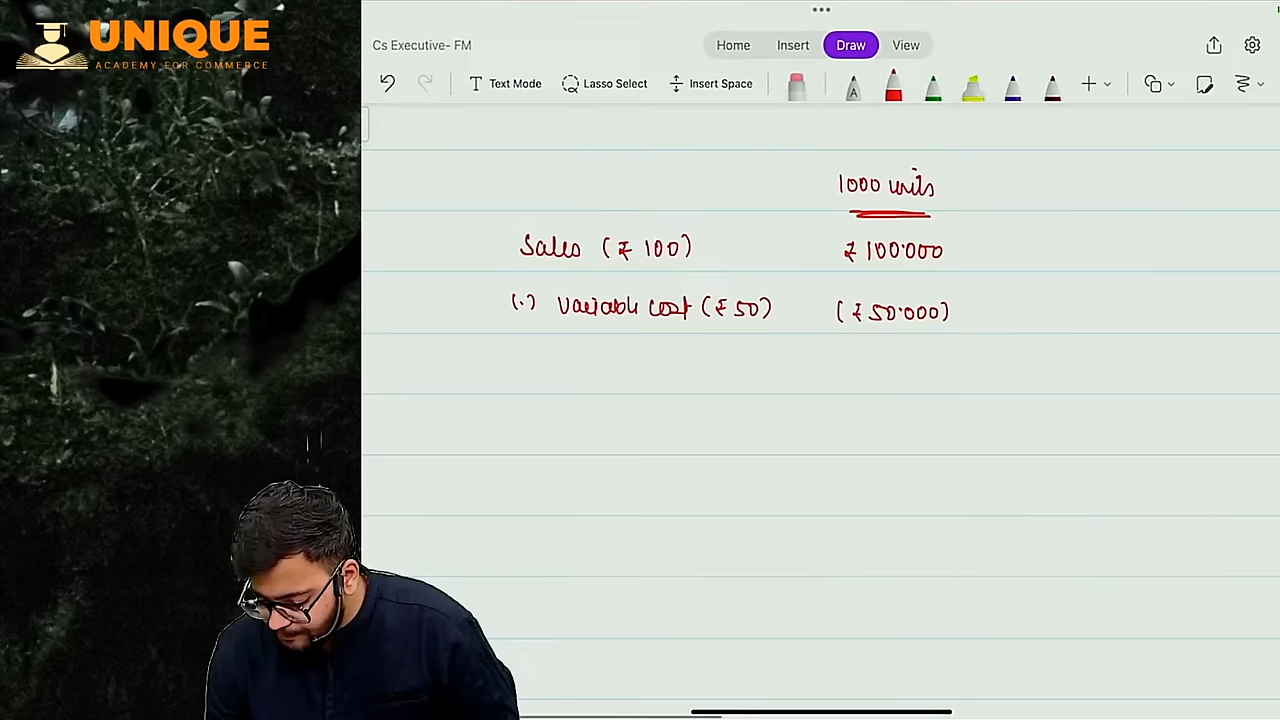 UNIQUE
ACADEMY FOR COMMERCE
Cs Executive- FM
Home Insert Draw View
Text Mode Lasso Select Insert Space
A
1000 units
Sales (₹ 100) ₹ 100·000
(-) Variable cost (₹ 50) (₹ 50·000)